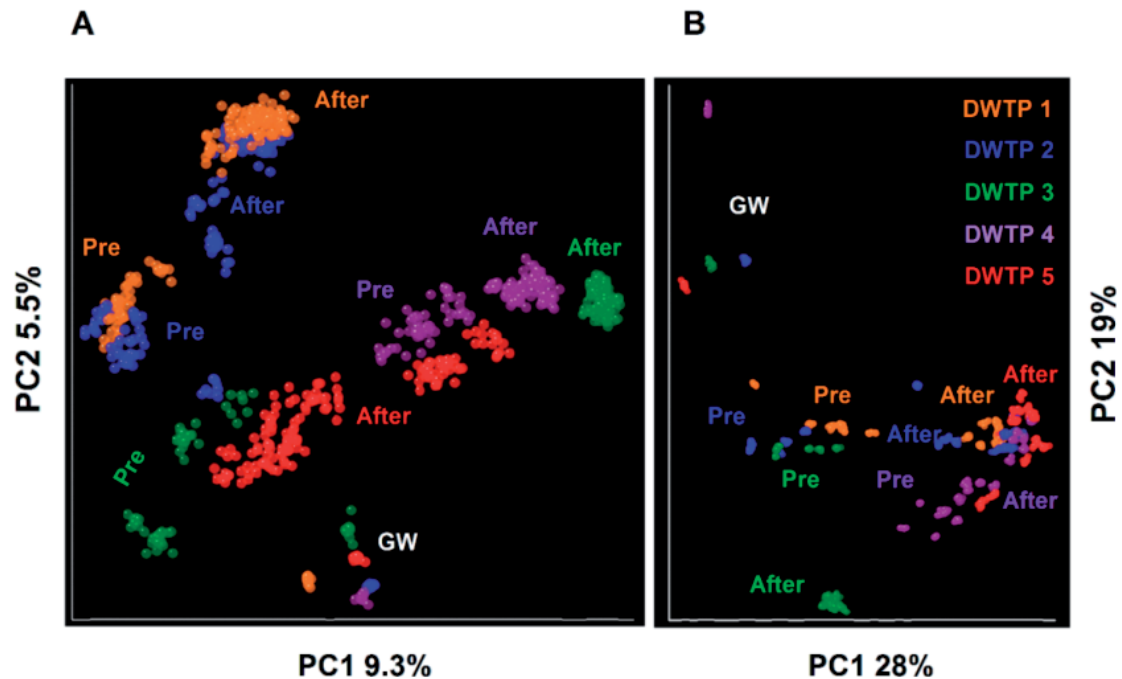 A
B
After
After
Pre
Pre
After
After
Pre
After
Pre
GW
PC2 5.5%
PC1 9.3%
DWTP 1
DWTP 2
DWTP 3
DWTP 4
DWTP 5
GW
After
Pre
After
Pre
After
Pre
Pre
After
After
PC2 19%
PC1 28%